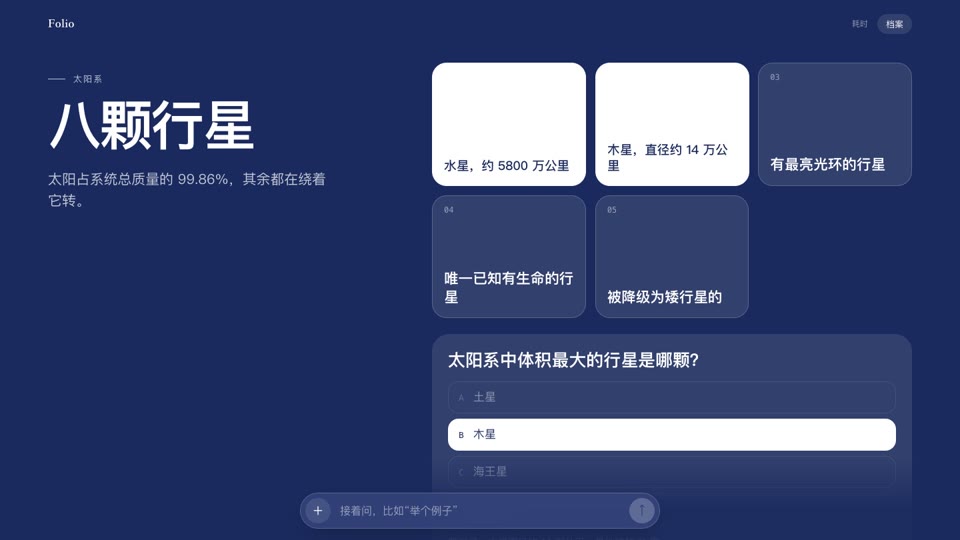 Folio
耗时
档案
太阳系
八颗行星
太阳占系统总质量的 99.86%，其余都在绕着
它转。
水星，约 5800 万公里
木星，直径约 14 万公
里
03
有最亮光环的行星
04
唯一已知有生命的行
星
05
被降级为矮行星的
太阳系中体积最大的行星是哪颗？
A 土星
B 木星
C 海王星
+ 接着问，比如“举个例子” ↑